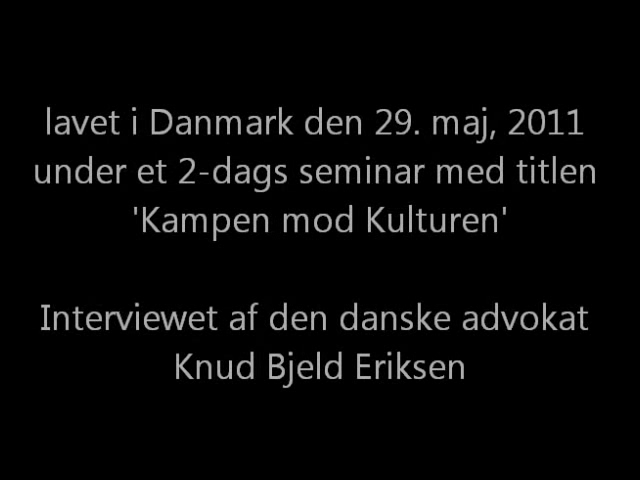 lavet i Danmark den 29. maj, 2011
under et 2-dags seminar med titlen
'Kampen mod Kulturen'
Interviewet af den danske advokat
Knud Bjeld Eriksen